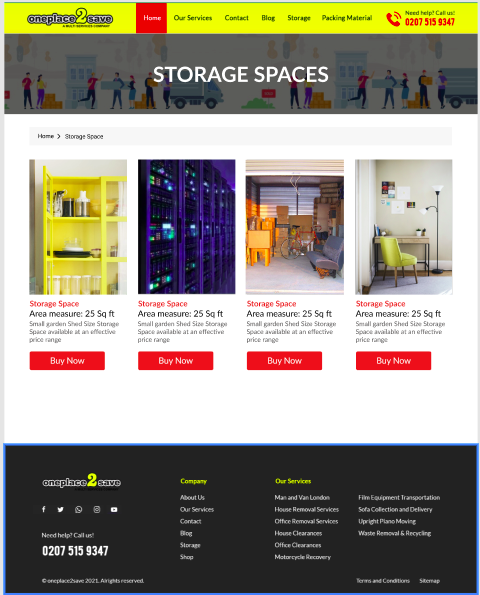 oneplace2save
A MULTI SERVICES COMPANY
Home Our Services Contact Blog Storage Packing Material
Need help? Call us!
0207 515 9347
STORAGE SPACES
Home > Storage Space
Storage Space
Area measure: 25 Sq ft
Small garden Shed Size Storage
Space available at an effective
price range
Buy Now
Storage Space
Area measure: 25 Sq ft
Small garden Shed Size Storage
Space available at an effective
price range
Buy Now
Storage Space
Area measure: 25 Sq ft
Small garden Shed Size Storage
Space available at an effective
price range
Buy Now
Storage Space
Area measure: 25 Sq ft
Small garden Shed Size Storage
Space available at an effective
price range
Buy Now
oneplace2save
Need help? Call us!
0207 515 9347
Company
About Us
Our Services
Contact
Blog
Storage
Shop
Our Services
Man and Van London
House Removal Services
Office Removal Services
House Clearances
Office Clearances
Motorcycle Recovery
Film Equipment Transportation
Sofa Collection and Delivery
Upright Piano Moving
Waste Removal & Recycling
© oneplace2save 2021. Alrights reserved.
Terms and Conditions Sitemap